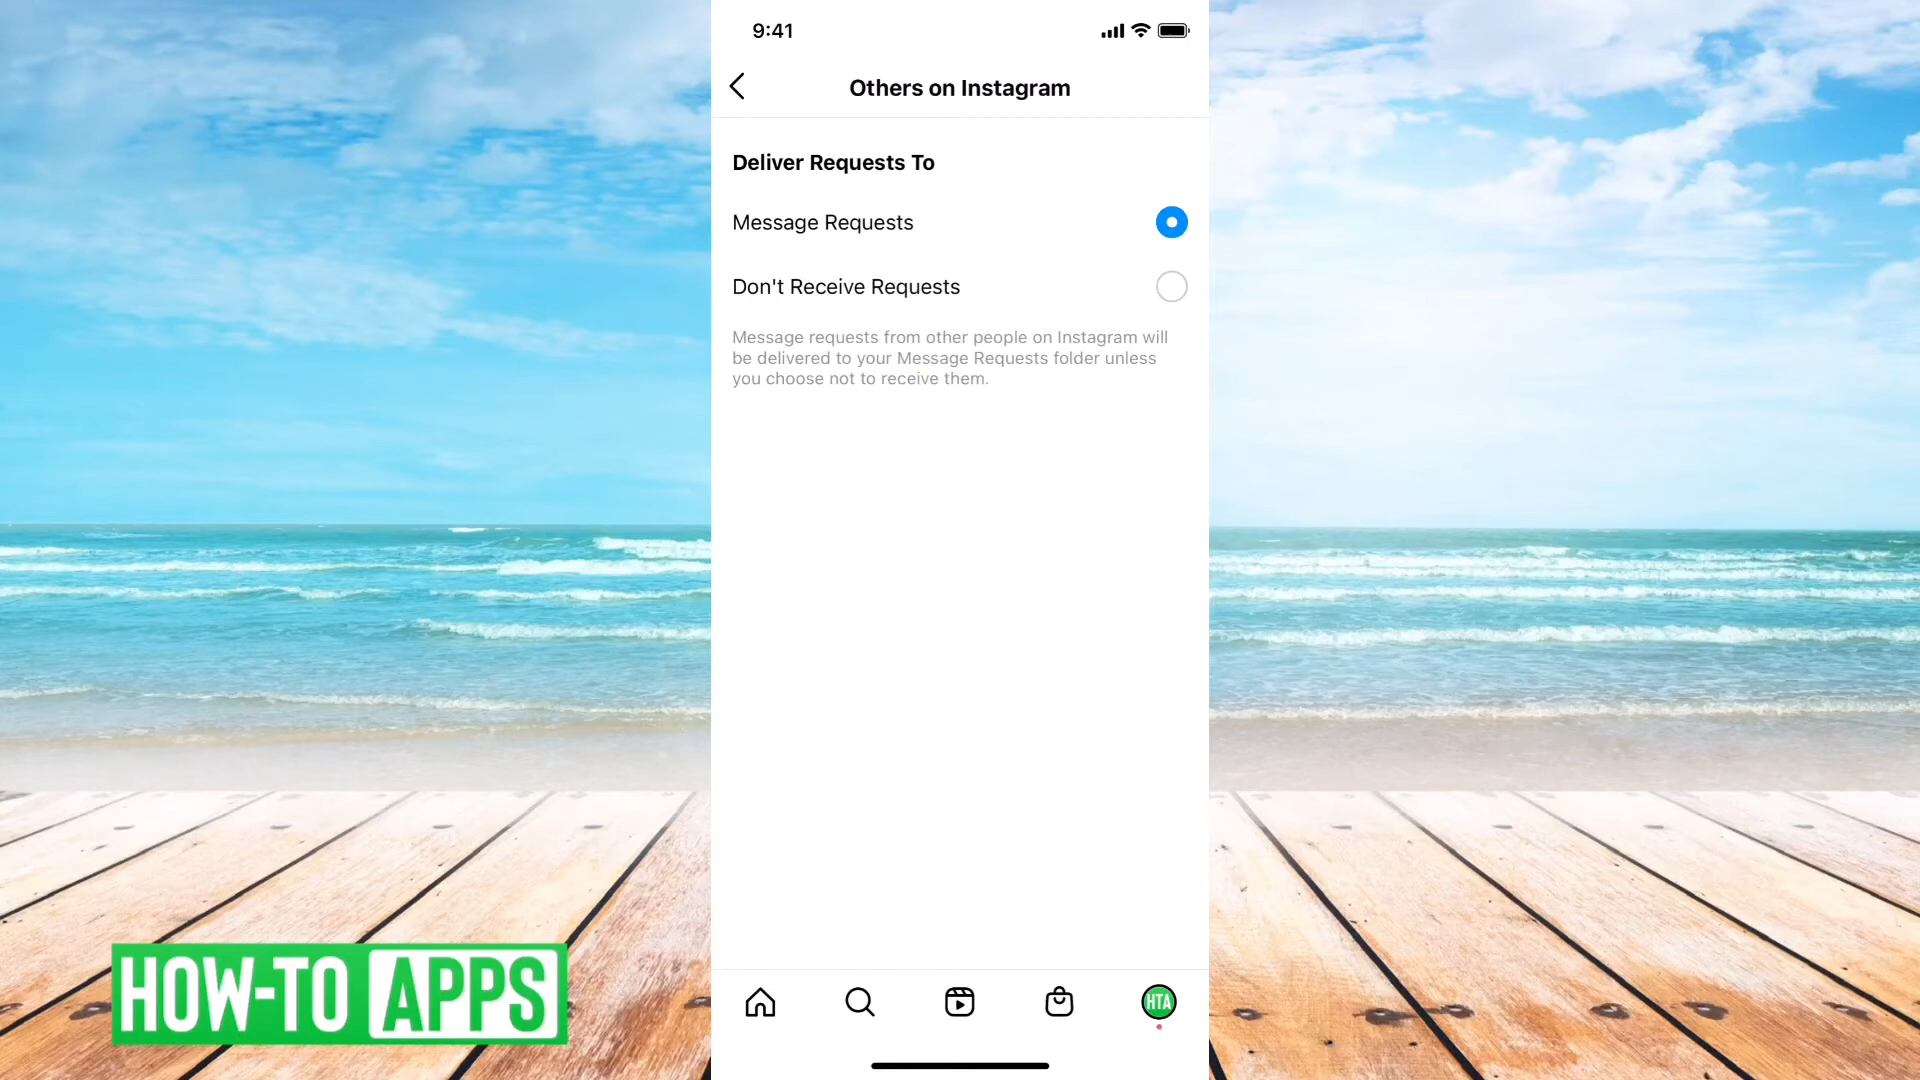 9:41
Others on Instagram
Deliver Requests To
Message Requests
Don't Receive Requests
Message requests from other people on Instagram will
be delivered to your Message Requests folder unless
you choose not to receive them.
HOW-TO APPS
HTA